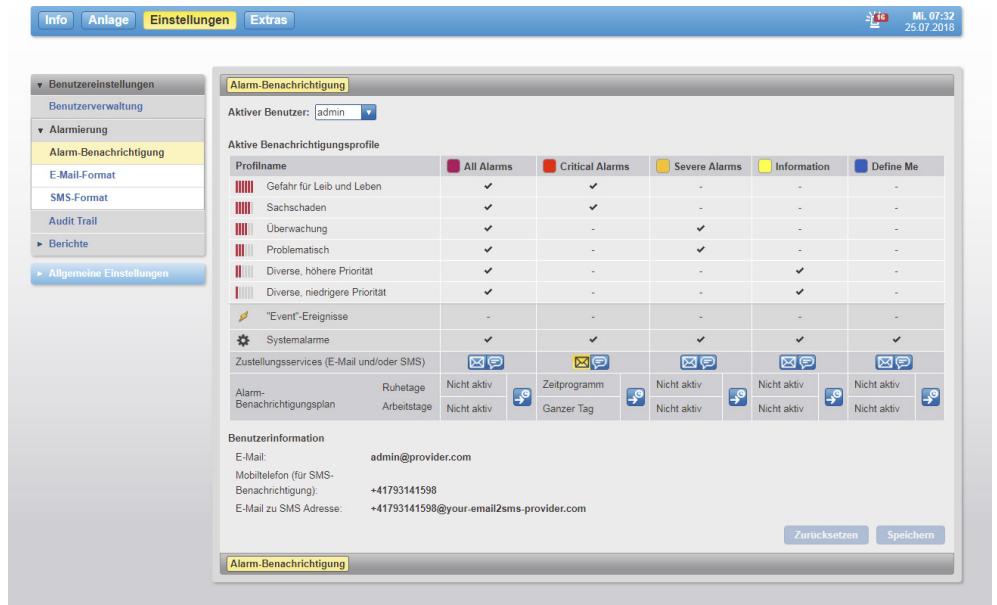 Info Anlage Einstellungen Extras 16 Mi. 07:32
25.07.2018
Benutzereinstellungen
Benutzerverwaltung
Alarmierung
Alarm-Benachrichtigung
E-Mail-Format
SMS-Format
Audit Trail
Berichte
Allgemeine Einstellungen
Alarm-Benachrichtigung
Aktiver Benutzer: admin
Aktive Benachrichtigungsprofile
Profilname All Alarms Critical Alarms Severe Alarms Information Define Me
Gefahr für Leib und Leben ✔ ✔ - - -
Sachschaden ✔ ✔ - - -
Überwachung ✔ - ✔ - -
Problematisch ✔ - ✔ - -
Diverse, höhere Priorität ✔ - - ✔ -
Diverse, niedrigere Priorität ✔ - - ✔ -
"Event"-Ereignisse - - - - -
Systemalarme ✔ ✔ ✔ ✔ ✔
Zustellungsservices (E-Mail und/oder SMS)
Alarm-
Benachrichtigungsplan
Ruhetage Nicht aktiv Zeitprogramm Nicht aktiv Nicht aktiv Nicht aktiv
Arbeitstage Nicht aktiv Ganzer Tag Nicht aktiv Nicht aktiv Nicht aktiv
Benutzerinformation
E-Mail: admin@provider.com
Mobiltelefon (für SMS-
Benachrichtigung): +41793141598
E-Mail zu SMS Adresse: +41793141598@your-email2sms-provider.com
Zurücksetzen Speichern
Alarm-Benachrichtigung